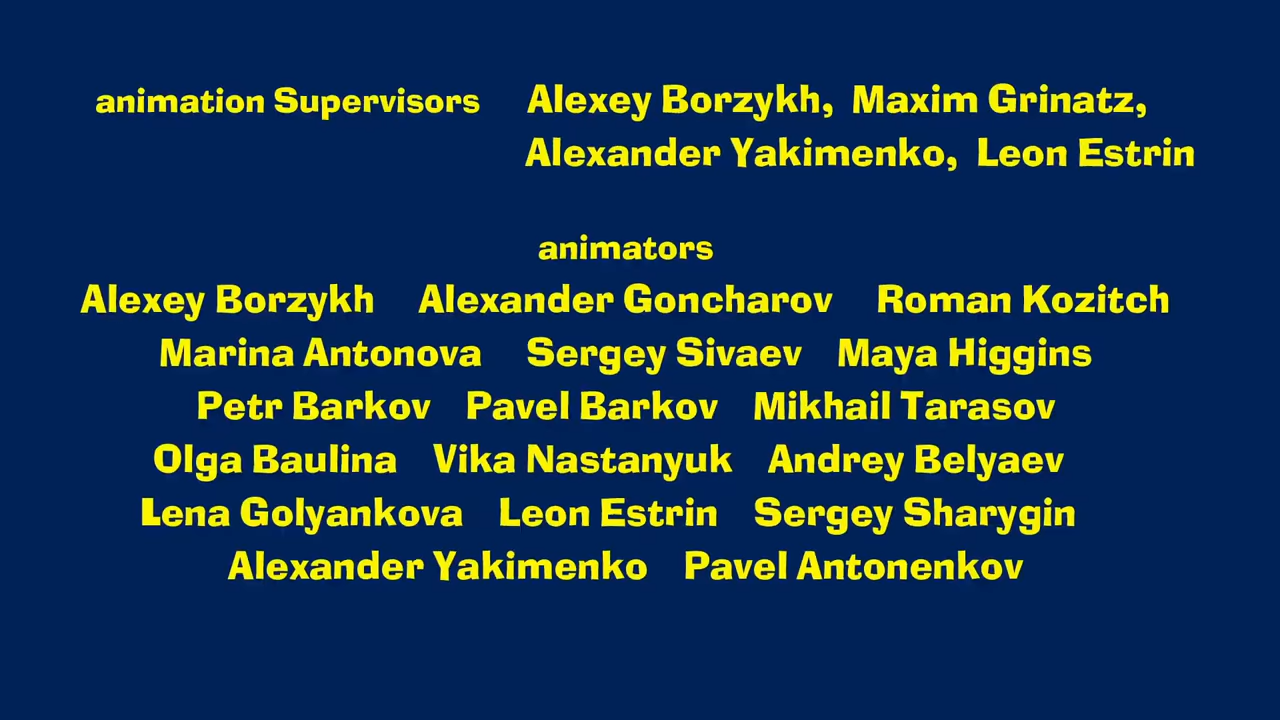 animation Supervisors Alexey Borzykh, Maxim Grinatz,
Alexander Yakimenko, Leon Estrin
animators
Alexey Borzykh Alexander Goncharov Roman Kozitch
Marina Antonova Sergey Sivaev Maya Higgins
Petr Barkov Pavel Barkov Mikhail Tarasov
Olga Baulina Vika Nastanyuk Andrey Belyaev
Lena Golyankova Leon Estrin Sergey Sharygin
Alexander Yakimenko Pavel Antonenkov